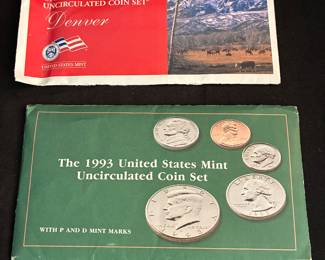 UNCIRCULATED COIN SET
Denver
UNITED STATES MINT
The 1993 United States Mint
Uncirculated Coin Set
WITH P AND D MINT MARKS